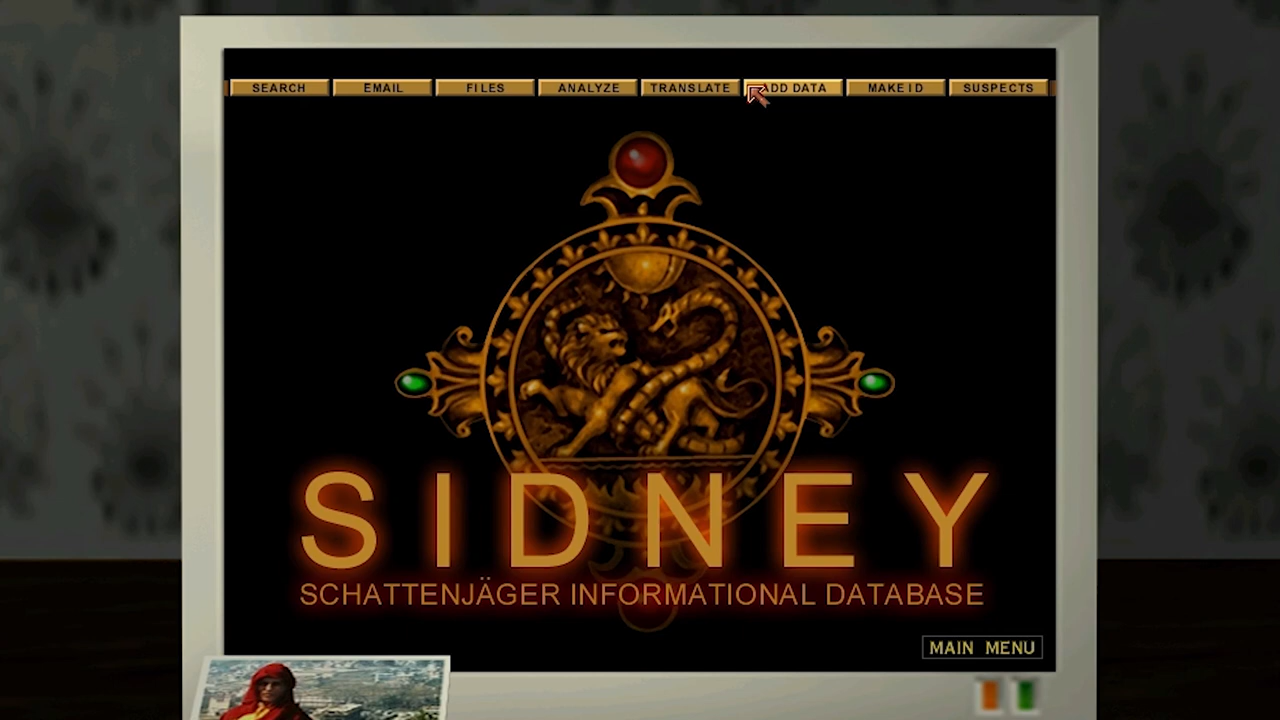 SEARCH EMAIL FILES ANALYZE TRANSLATE ADD DATA MAKE ID SUSPECTS
SIDNEY
SCHATTENJÄGER INFORMATIONAL DATABASE
MAIN MENU